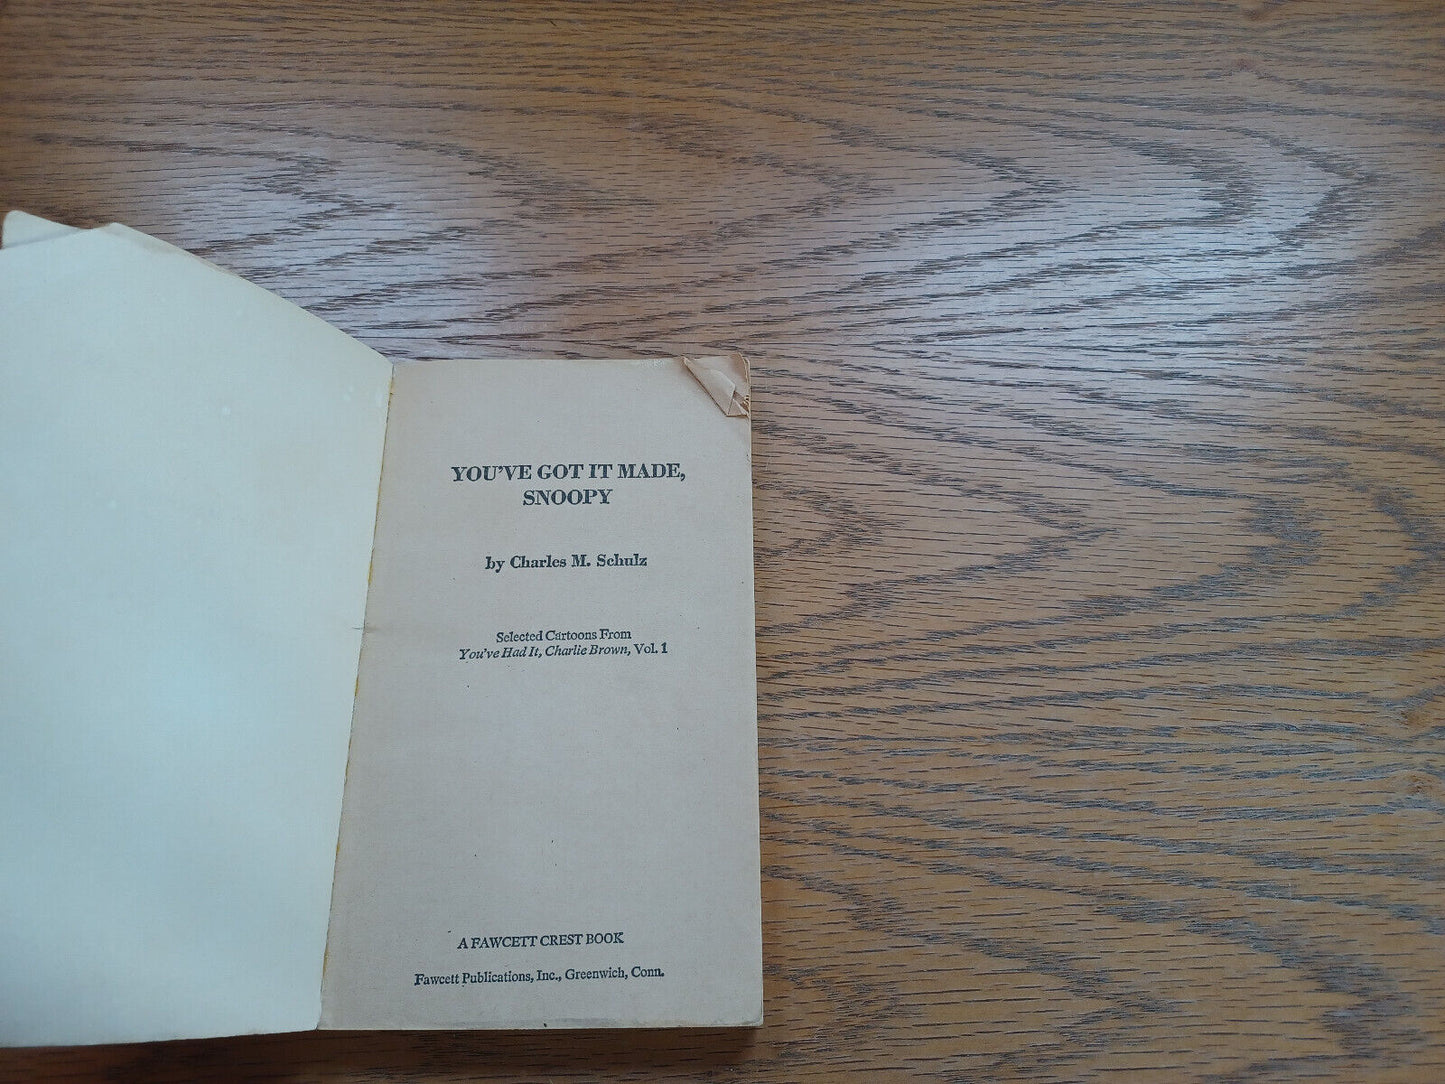 YOU'VE GOT IT MADE,
SNOOPY
by Charles M. Schulz
Selected Cartoons From
You've Had It, Charlie Brown, Vol. 1
A FAWCETT CREST BOOK
Fawcett Publications, Inc., Greenwich, Conn.